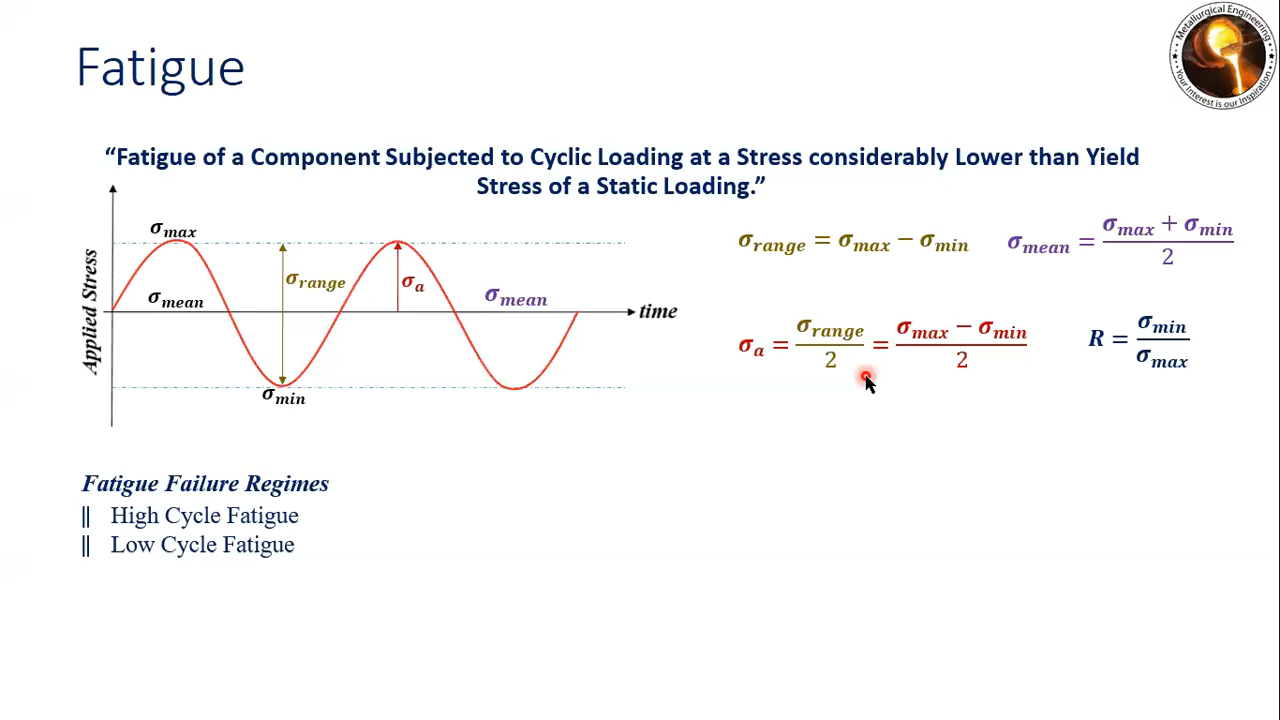 Fatigue
Metallurgical Engineering
Your Interest is our Inspiration
“Fatigue of a Component Subjected to Cyclic Loading at a Stress considerably Lower than Yield
Stress of a Static Loading.”
Applied Stress
σmax
σmean
σrange
σa
σmean
time
σmin
σrange = σmax − σmin
σmean = (σmax + σmin)/2
σa = σrange/2 = (σmax − σmin)/2
R = σmin/σmax
Fatigue Failure Regimes
‖ High Cycle Fatigue
‖ Low Cycle Fatigue